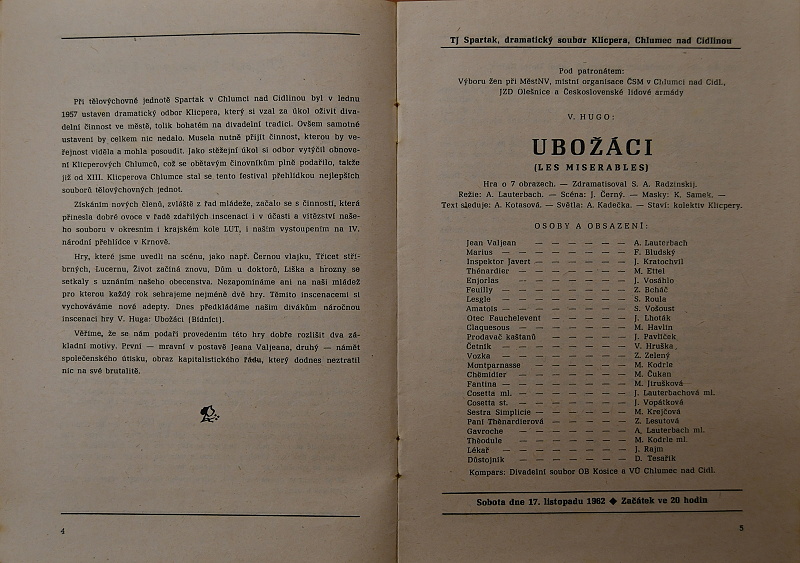 Při tělovýchovné jednotě Spartak v Chlumci nad Cidlinou byl v lednu
1957 ustaven dramatický odbor Klicpera, který si vzal za úkol oživit diva-
delní činnost ve městě, tolik bohatém na divadelní tradici. Ovšem samotné
ustavení by celkem nic nedalo. Musela nutně přijít činnost, kterou by ve-
řejnost viděla a mohla posoudit. Jako stěžejní úkol si odbor vytýčil obnove-
ní Klicperových Chlumců, což se obětavým činovníkům plně podařilo, takže
již od XIII. Klicperova Chlumce stal se tento festival přehlídkou nejlepších
souborů tělovýchovných jednot.
Získáním nových členů, zvláště z řad mládeže, začalo se s činností, která
přinesla dobré ovoce v řadě zdařilých inscenací i v účasti a vítězství naše-
ho souboru v okresním i krajském kole LUT, i naším vystoupením na IV.
národní přehlídce v Krnově.
Hry, které jsme uvedli na scénu, jako např. Černou vlajku, Třicet stří-
brných, Lucernu, Život začíná znovu, Dům u doktorů, Liška a hrozny se
setkaly s uznáním našeho obecenstva. Nezapomínáme ani na naši mládež
pro kterou každý rok sehrajeme nejméně dvě hry. Těmito inscenacemi si
vychováváme nové adepty. Dnes předkládáme našim divákům náročnou
inscenaci hry V. Huga: Ubožáci (Bídníci).
Věříme, že se nám podaří provedením této hry dobře rozlišit dva zá-
kladní motivy. První — mravní v postavě Jeana Valjeana, druhý — námět
společenského útisku, obraz kapitalistického řádu, který dodnes neztratil
nic na své brutalitě.
4
TJ Spartak, dramatický soubor Klicpera, Chlumec nad Cidlinou
Pod patronátem:
Výboru žen při MěstNV, místní organisace ČSM v Chlumci nad Cidl.,
JZD Olešnice a Československé lidové armády
V. HUGO:
UBOŽÁCI
(LES MISERABLES)
Hra o 7 obrazech. — Zdramatisoval S. A. Radzinskij.
Režie: A. Lauterbach. — Scéna: J. Černý. — Masky: K. Samek. —
Text sleduje: A. Kotasová. — Světla: A. Kadečka. — Staví: kolektiv Klicpery.
OSOBY A OBSAZENÍ:
Jean Valjean — — — — — — A. Lauterbach
Marius — — — — — — — F. Bludský
Inspektor Javert — — — — — — J. Kratochvíl
Thénardier — — — — — — M. Ettel
Enjorlas — — — — — — J. Vosáhlo
Feuilly — — — — — — — Z. Bcháč
Lesgle — — — — — — — S. Roula
Amatois — — — — — — — S. Vošoust
Otec Fauchelevent — — — — — J. Lhoták
Claquesous — — — — — — M. Havlin
Prodavač kaštanů — — — — — J. Pavlíček
Četník — — — — — — — V. Hruška
Vozka — — — — — — — Z. Zelený
Montparnasse — — — — — — M. Kodrle
Chémidier — — — — — — M. Čukan
Fantina — — — — — — — M. Jirušková
Cosetta ml. — — — — — — J. Lauterbachová ml.
Cosetta st. — — — — — — J. Vopátková
Sestra Simplicie — — — — — — M. Krejčová
Paní Thénardierová — — — — — Z. Lesutová
Gavroche — — — — — — A. Lauterbach ml.
Théodule — — — — — — M. Kodrle ml.
Lékař — — — — — — — J. Rajm
Důstojník — — — — — — D. Tesařík
Kompars: Divadelní soubor OB Kosice a VÚ Chlumec nad Cidl.
Sobota dne 17. listopadu 1962 ◆ Začátek ve 20 hodin
5